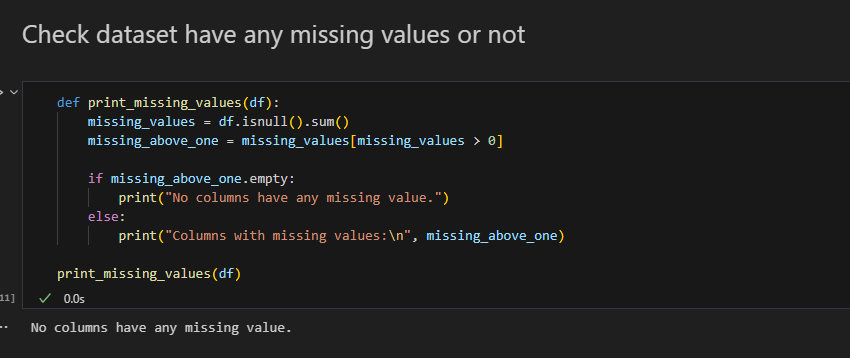 Check dataset have any missing values or not
def print_missing_values(df):
    missing_values = df.isnull().sum()
    missing_above_one = missing_values[missing_values > 0]
    if missing_above_one.empty:
        print("No columns have any missing value.")
    else:
        print("Columns with missing values:\n", missing_above_one)
print_missing_values(df)
11]
0.0s
No columns have any missing value.